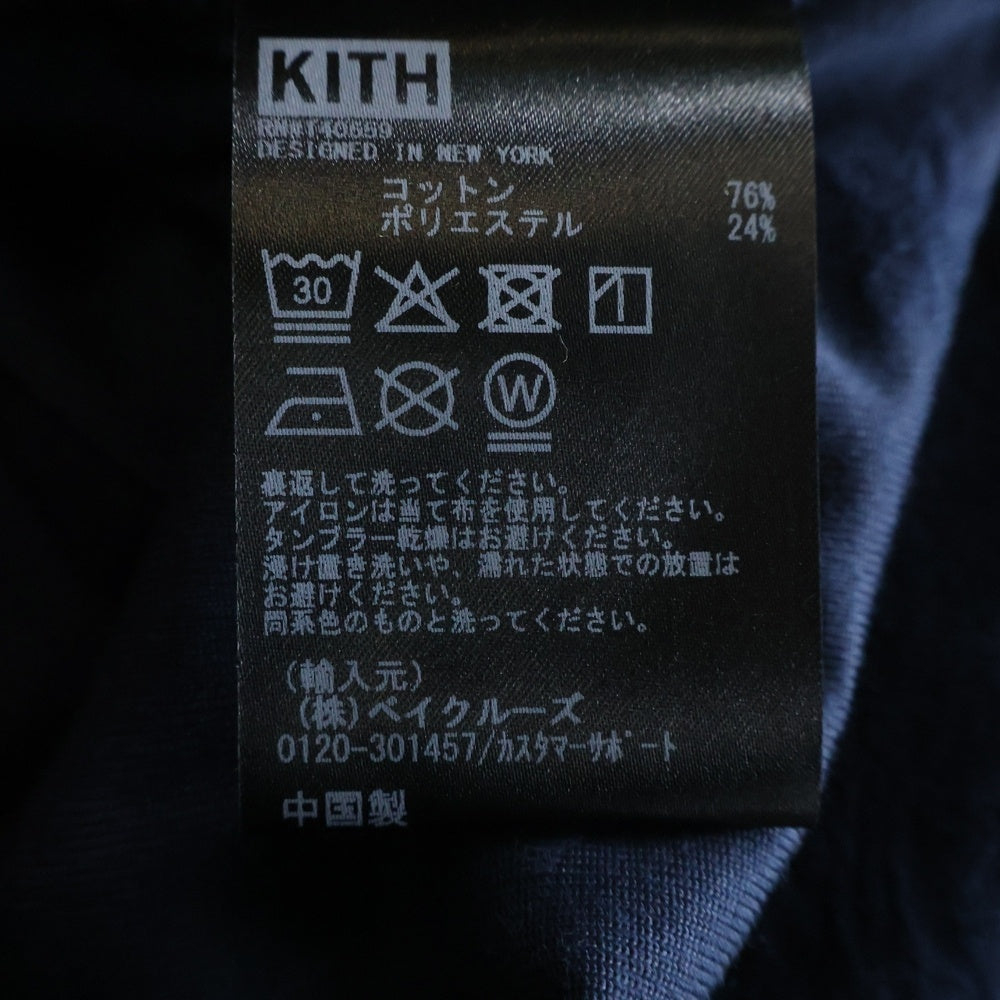 KITH
DESIGNED IN NEW YORK
コットン 76%
ポリエステル 24%
30
W
裏返して洗ってください。
アイロンは当て布を使用してください。
タンブラー乾燥はお避けください。
浸け置き洗いや、濡れた状態での放置は
お避けください。
同系色のものと洗ってください。
(輸入元)
(株)ベイクルーズ
0120-301457/カスタマーサポート
中国製